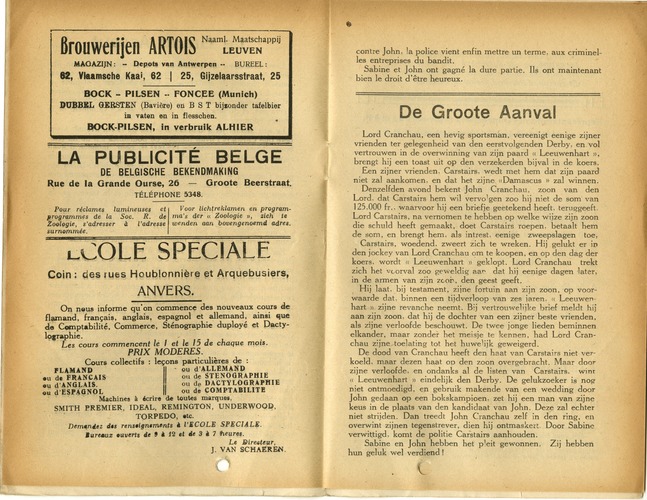 Brouwerijen ARTOIS Naaml. Maatschappij
LEUVEN
MAGAZIJN: – Depots van Antwerpen – BUREEL:
62, Vlaamsche Kaai, 62 | 25, Gijzelaarsstraat, 25
BOCK - PILSEN - FONCEE (Munich)
DUBBEL GERSTEN (Bavière) en B S T bijzonder tafelbier
in vaten en in flesschen.
BOCK-PILSEN, in verbruik ALHIER
LA PUBLICITÉ BELGE
DE BELGISCHE BEKENDMAKING
Rue de la Grande Ourse, 26 — Groote Beerstraat,
TÉLÉPHONE 5348.
Pour réclames lumineuses et
programmes de la Soc. R. de
Zoologie, s'adresser à l'adresse
surnommée.
Voor lichtreklamen en program-
ma's der « Zoologie », zich te
wenden aan bovengenoemd adres.
ECOLE SPECIALE
Coin : des rues Houblonnière et Arquebusiers,
ANVERS.
On nous informe qu'on commence des nouveaux cours de
flamand, français, anglais, espagnol et allemand, ainsi que
de Comptabilité, Commerce, Sténographie duployé et Dacty-
lographie.
Les cours commencent le 1 et le 15 de chaque mois.
PRIX MODERES.
Cours collectifs : leçons particulières de :
FLAMAND
ou de FRANCAIS
ou d'ANGLAIS
ou d'ESPAGNOL
ou d'ALLEMAND
ou de STENOGRAPHIE
ou de DACTYLOGRAPHIE
ou de COMPTABILITE
Machines à écrire de toutes marques.
SMITH PREMIER, IDEAL, REMINGTON, UNDERWOOD,
TORPEDO, etc.
Demandez des renseignements à l'ECOLE SPECIALE.
Bureaux ouverts de 9 à 12 et de 3 à 7 heures.
Le Directeur,
J. VAN SCHAEREN.
contre John, la police vient enfin mettre un terme, aux criminel-
les entreprises du bandit.
Sabine et John ont gagné la dure partie. Ils ont maintenant
bien le droit d'être heureux.
De Groote Aanval
Lord Cranchau, een hevig sportsman, vereenigt eenige zijner
vrienden ter gelegenheid van den eerstvolgenden Derby, en vol
vertrouwen in de overwinning van zijn paard « Leeuwenhart »,
brengt hij een toast uit op den verzekerden bijval in de koers.
Een zijner vrienden, Carstairs, wedt met hem dat zijn paard
niet zal aankomen, en dat het zijne «Damascus» zal winnen.
Denzelfden avond bekent John Cranchau, zoon van den
Lord, dat Carstairs hem wil vervolgen zoo hij niet de som van
125.000 fr., waarvoor hij een briefje geteekend heeft, teruggeeft.
Lord Carstairs, na vernomen te hebben op welke wijze zijn zoon
die schuld heeft gemaakt, doet Carstairs roepen, betaalt hem
de som, en brengt hem, als intrest, eenige zweepslagen toe.
Carstairs, woedend, zweert zich te wreken. Hij gelukt er in
den jockey van Lord Cranchau om te koopen, en op den dag der
koers, wordt « Leeuwenhart » geklopt. Lord Cranchau trekt
zich het voorval zoo geweldig aan dat hij eenige dagen later,
in de armen van zijn zoon, den geest geeft.
Hij laat, bij testament, zijne fortuin aan zijn zoon, op voor-
waarde dat, binnen een tijdverloop van zes jaren, « Leeuwen-
hart » zijne revanche neemt. Bij vertrouwelijke brief meldt hij
aan zijn zoon, dat hij de dochter van een zijner beste vrienden,
als zijne verloofde beschouwt. De twee jonge lieden beminnen
elkander, maar zonder het meisje te kennen, had Lord Cran-
chau zijne toelating tot het huwelijk geweigerd.
De dood van Cranchau heeft den haat van Carstairs niet ver-
koeld, maar deren haat op den zoon overgebracht. Maar door
zijne verloofde, en ondanks al de listen van Carstairs, wint
« Leeuwenhart » eindelijk den Derby. De gelukzoeker is nog
niet ontmoedigd, en gebruik makende van een wedding door
John gedaan op een bokskampioen, zet hij een man van zijne
keus in de plaats van den kandidaat van John. Deze zal echter
niet strijden. Dan treedt John Cranchau zelf in den ring, en
overwint zijnen tegenstrever, dien hij ontmaskert. Door Sabine
verwittigd, komt de politie Carstairs aanhouden.
Sabine en John hebben het pleit gewonnen. Zij hebben
hun geluk wel verdiend !